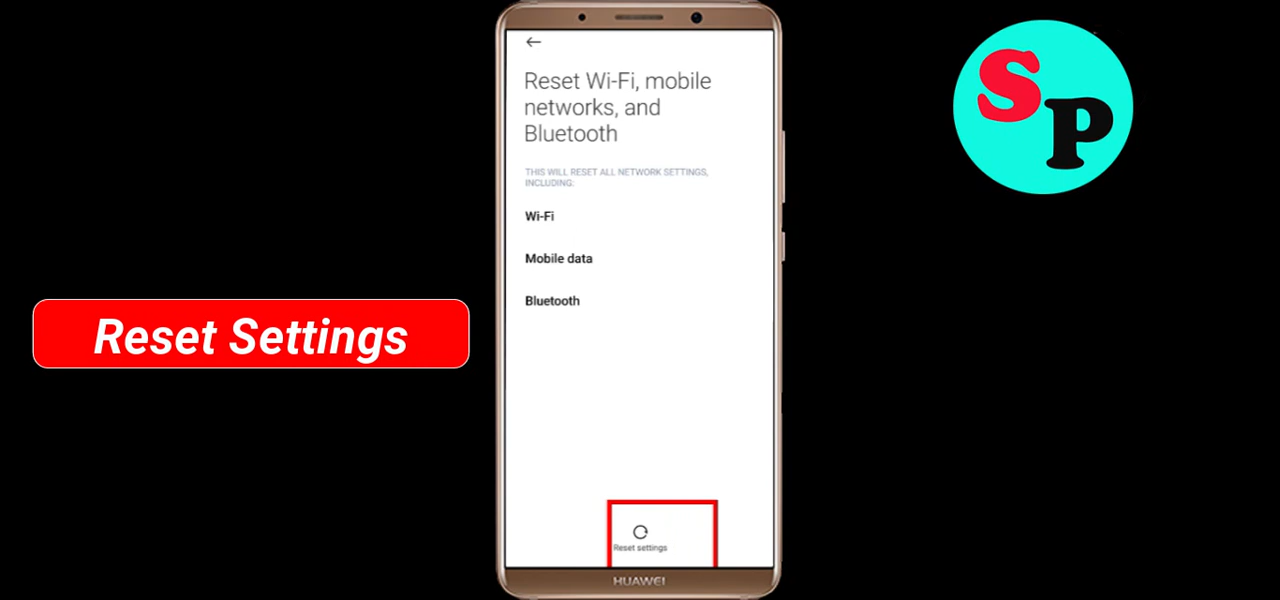 Reset Wi-Fi, mobile
networks, and
Bluetooth
THIS WILL RESET ALL NETWORK SETTINGS,
INCLUDING:
Wi-Fi
Mobile data
Bluetooth
Reset settings
HUAWEI
Reset Settings
SP